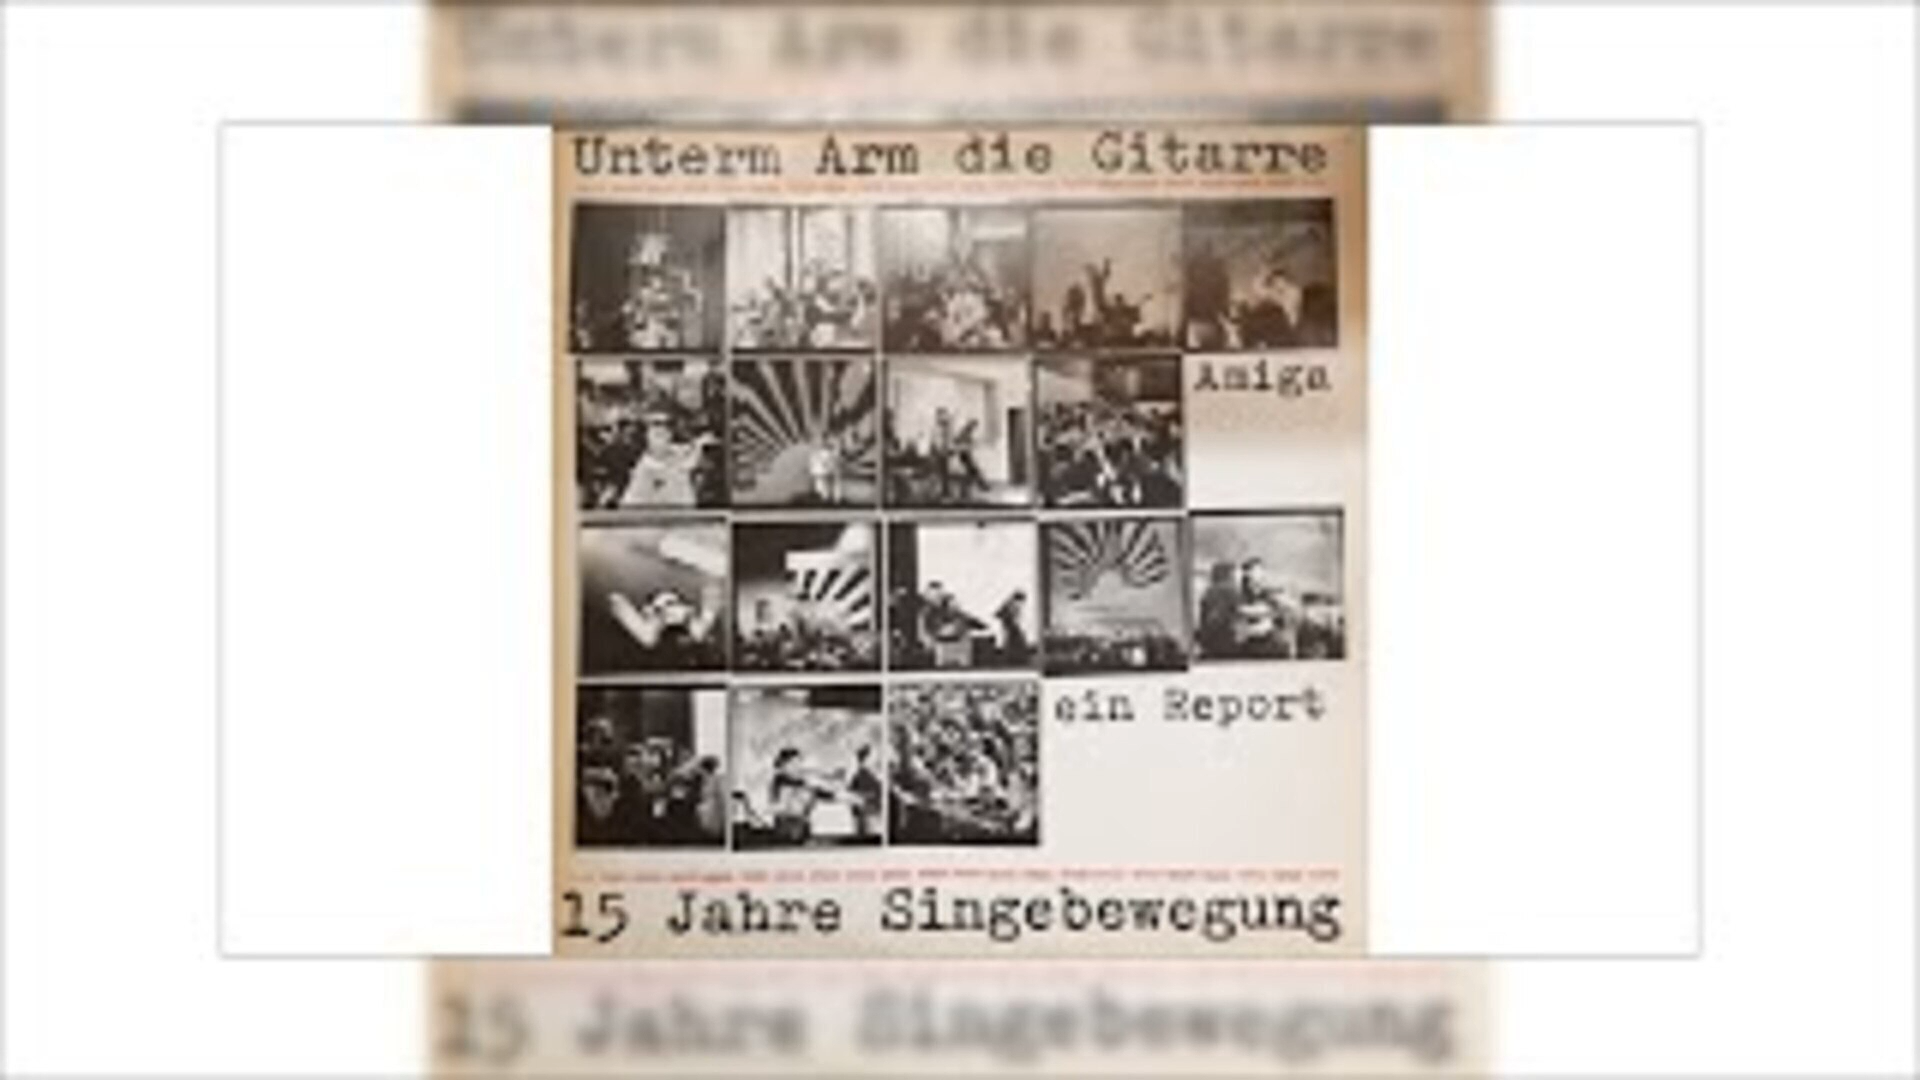 Unterm Arm die Gitarre
Amiga
ein Report
15 Jahre Singebewegung